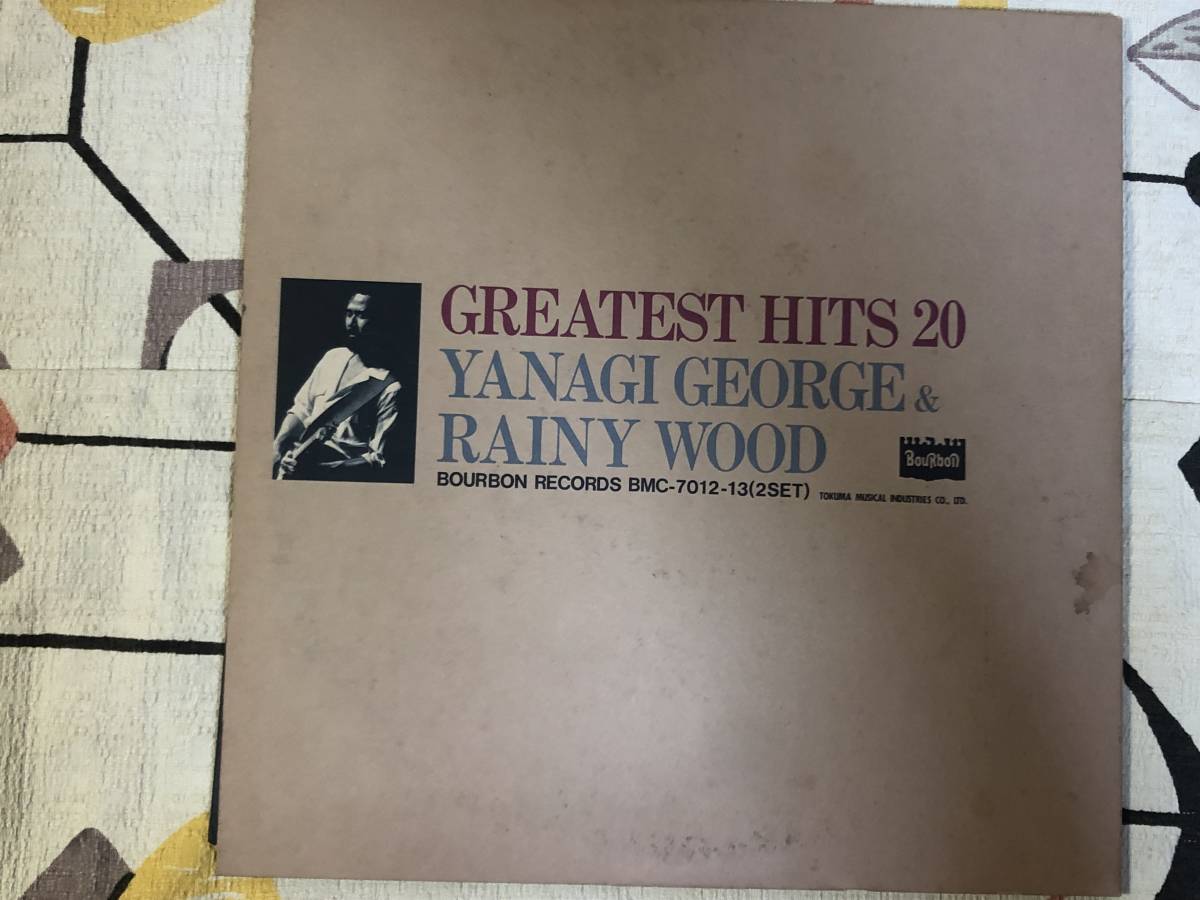 GREATEST HITS 20
YANAGI GEORGE &
RAINY WOOD
BouRboN
BOURBON RECORDS BMC-7012-13(2SET)
TOKUMA MUSICAL INDUSTRIES CO., LTD.